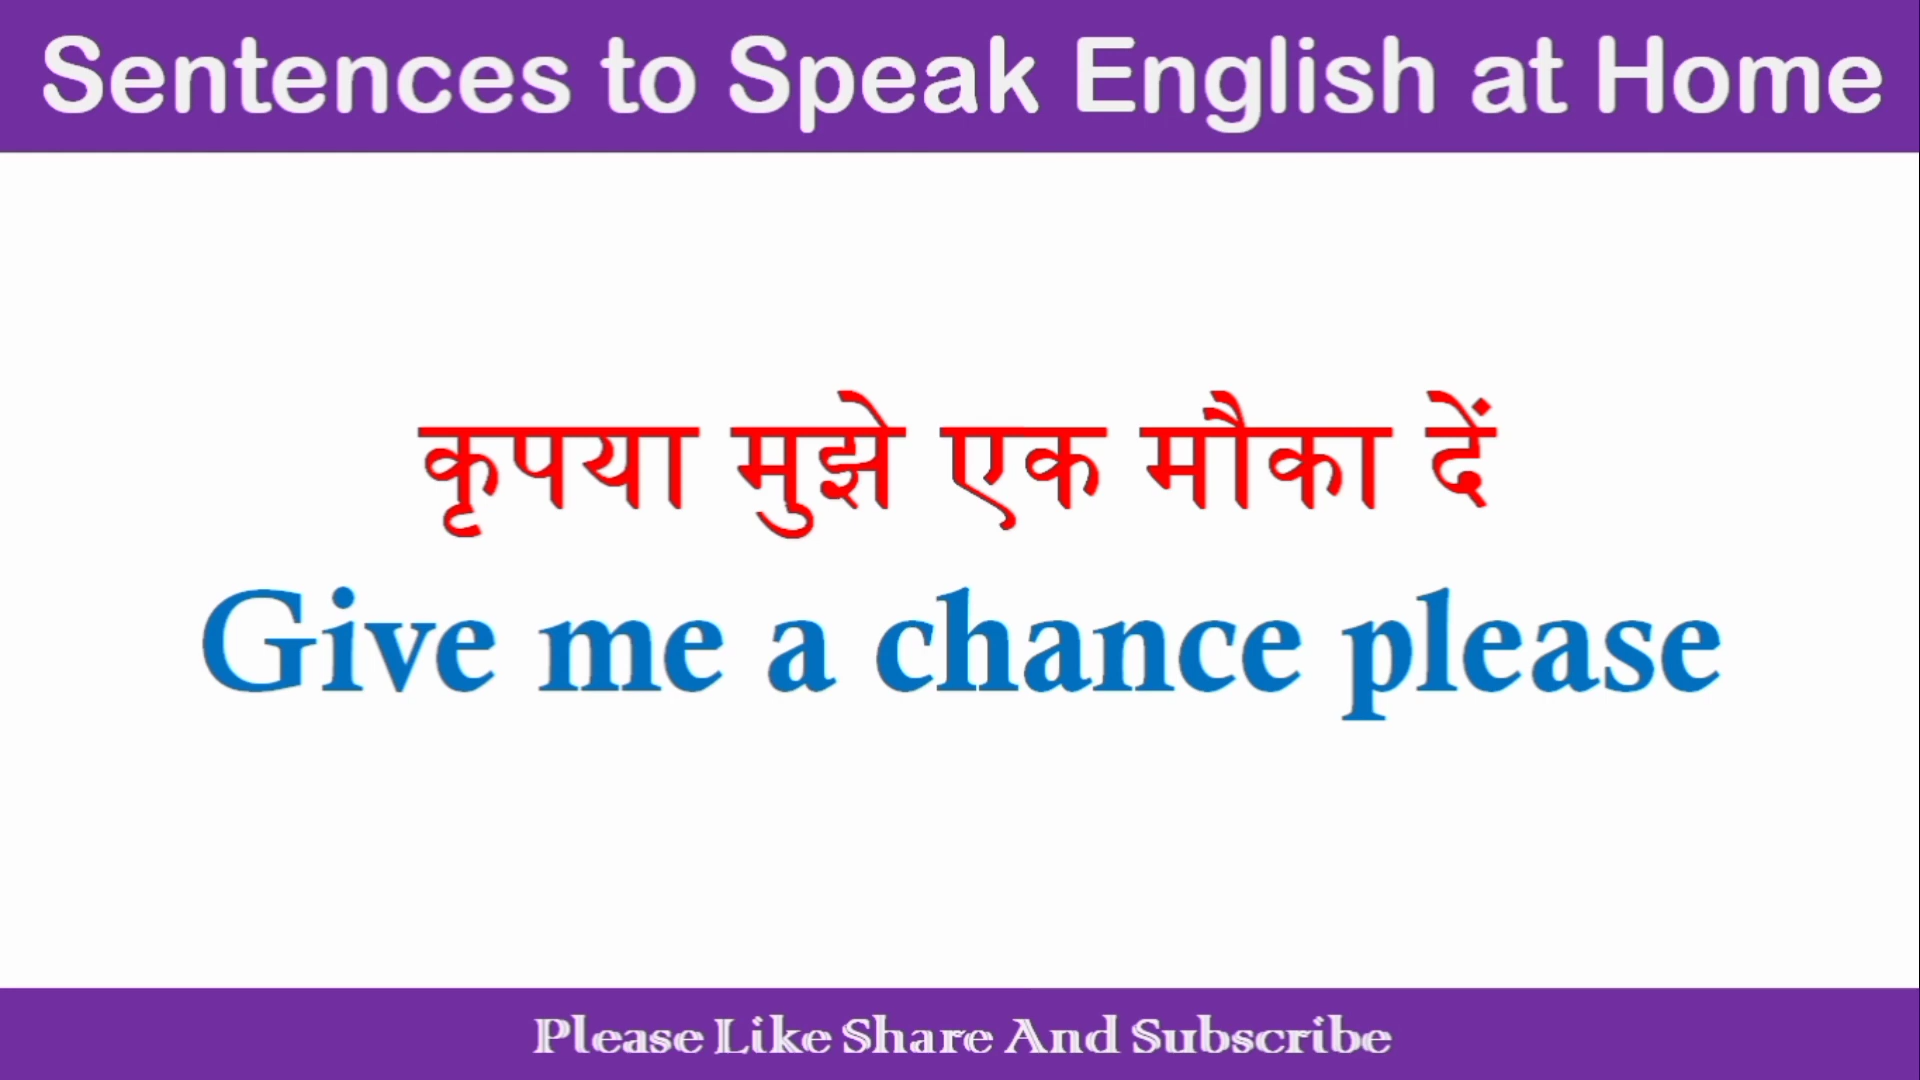 Sentences to Speak English at Home
कृपया मुझे एक मौका दें
Give me a chance please
Please Like Share And Subscribe